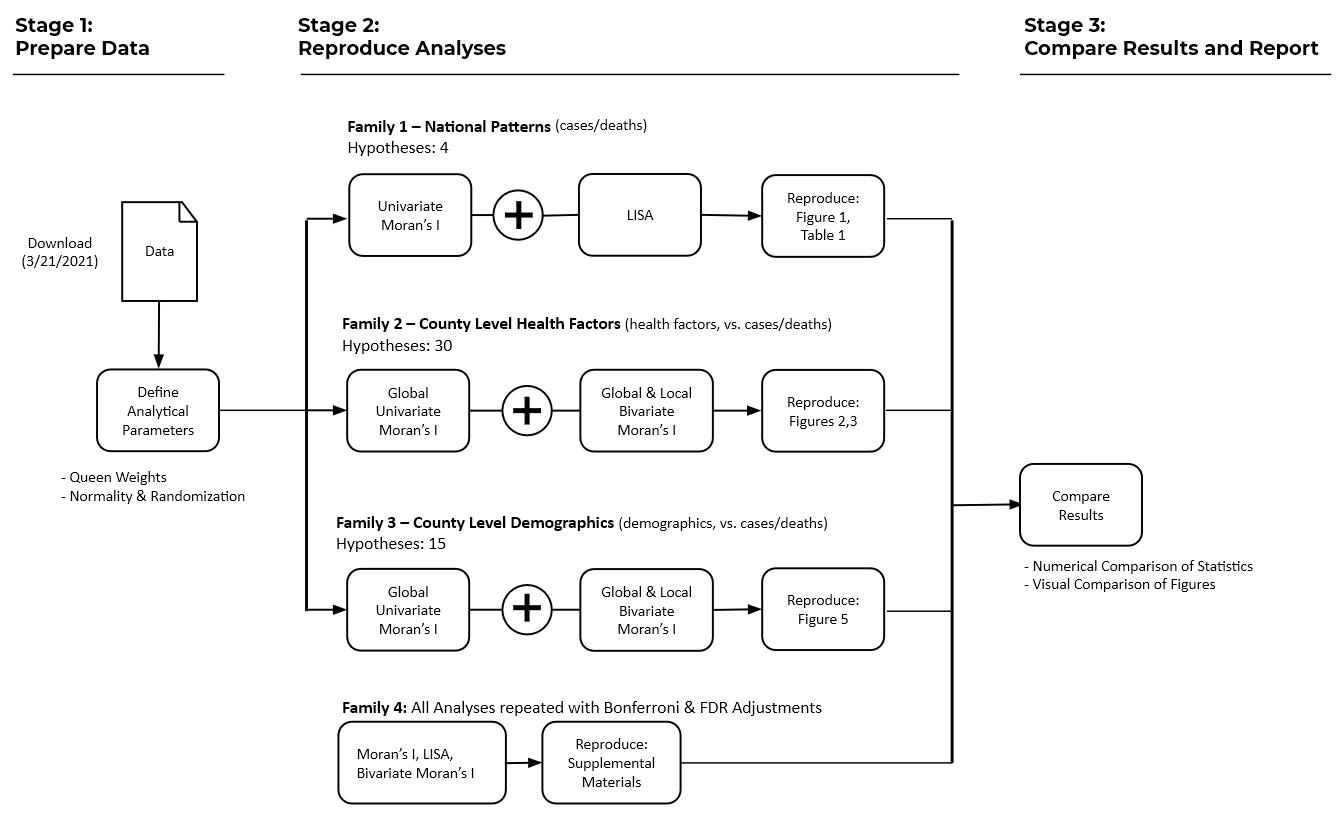 Stage 1:
Prepare Data
Stage 2:
Reproduce Analyses
Stage 3:
Compare Results and Report
Download
(3/21/2021)
Data
Define
Analytical
Parameters
- Queen Weights
- Normality & Randomization
Family 1 – National Patterns (cases/deaths)
Hypotheses: 4
Univariate
Moran's I
LISA
Reproduce:
Figure 1,
Table 1
Family 2 – County Level Health Factors (health factors, vs. cases/deaths)
Hypotheses: 30
Global
Univariate
Moran's I
Global & Local
Bivariate
Moran's I
Reproduce:
Figures 2,3
Family 3 – County Level Demographics (demographics, vs. cases/deaths)
Hypotheses: 15
Global
Univariate
Moran's I
Global & Local
Bivariate
Moran's I
Reproduce:
Figure 5
Family 4: All Analyses repeated with Bonferroni & FDR Adjustments
Moran's I, LISA,
Bivariate Moran's I
Reproduce:
Supplemental
Materials
Compare
Results
- Numerical Comparison of Statistics
- Visual Comparison of Figures